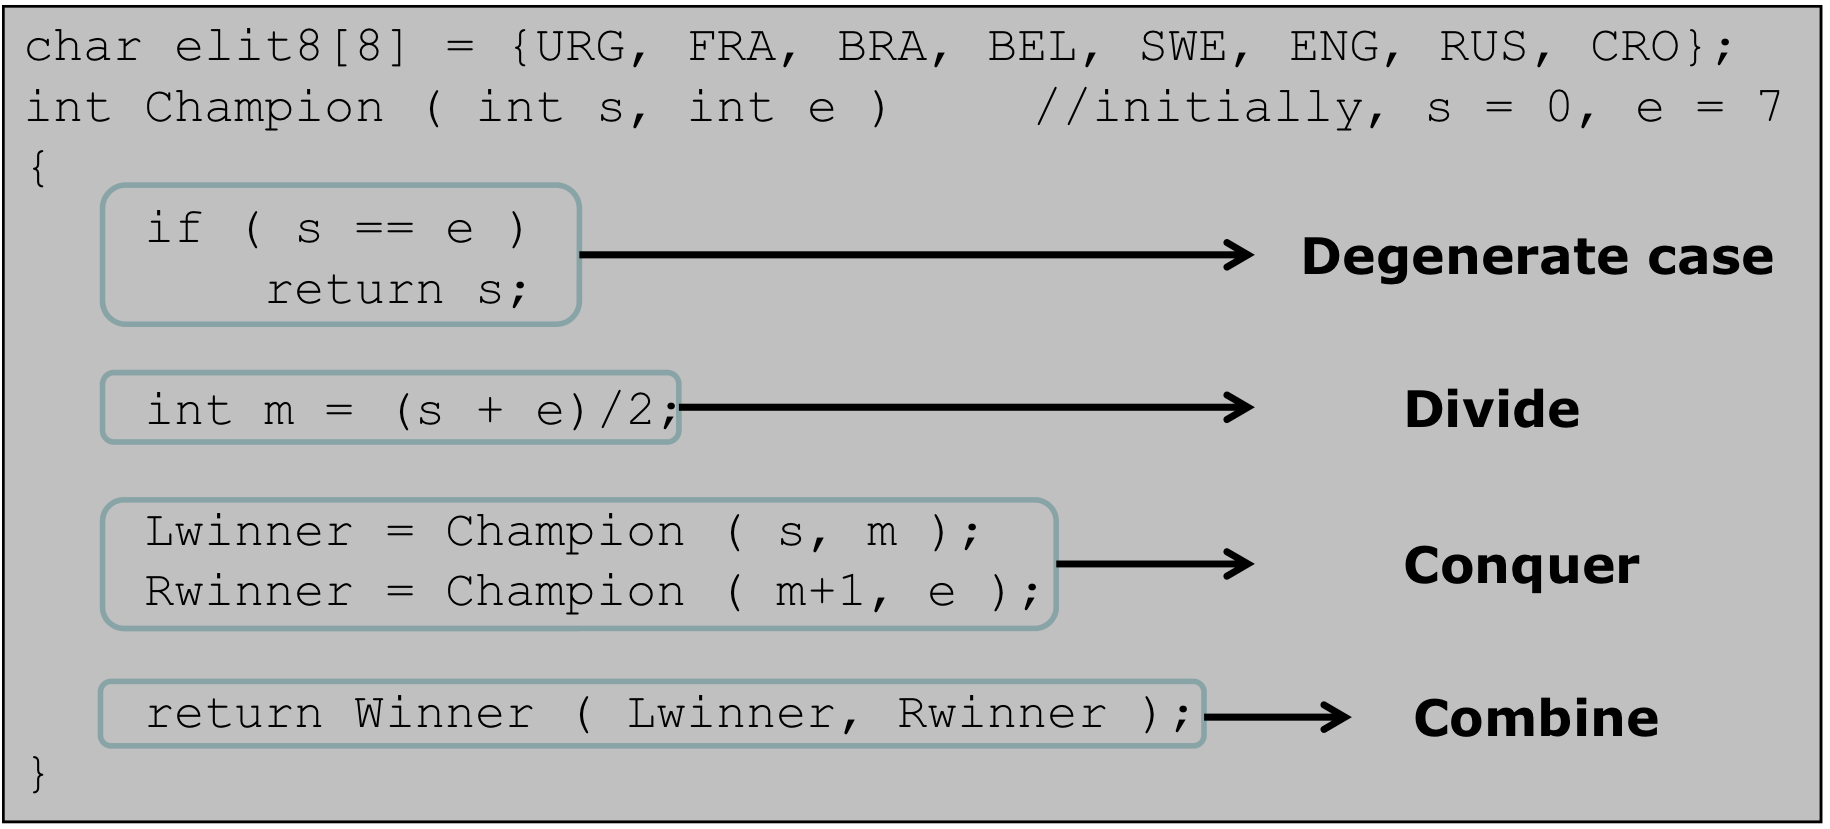 char elit8[8] = {URG, FRA, BRA, BEL, SWE, ENG, RUS, CRO};
int Champion ( int s, int e )     //initially, s = 0, e = 7
{
if ( s == e )
return s;
Degenerate case
int m = (s + e)/2;
Divide
Lwinner = Champion ( s, m );
Rwinner = Champion ( m+1, e );
Conquer
return Winner ( Lwinner, Rwinner );
Combine
}